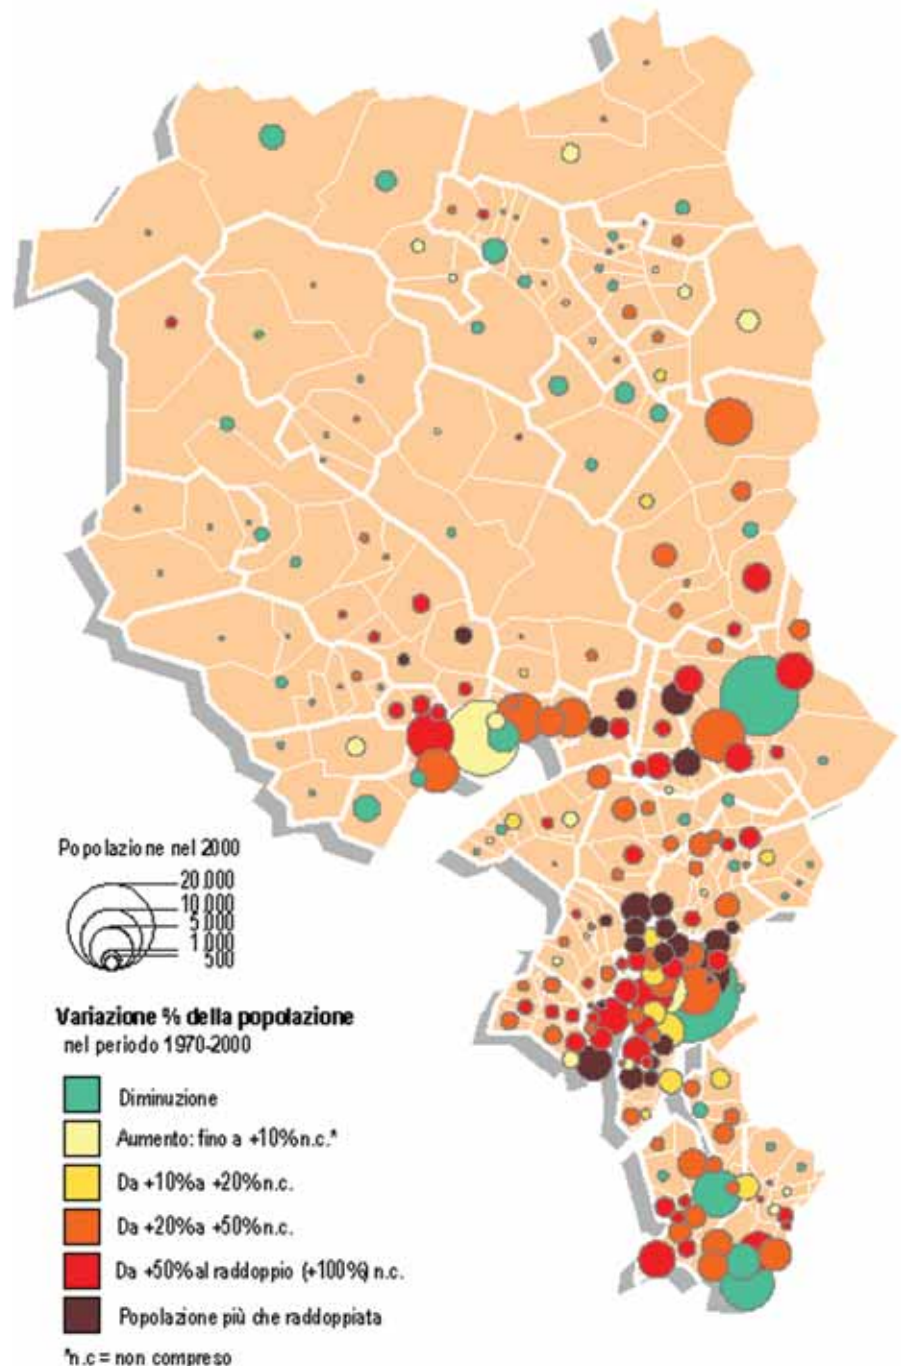 Popolazione nel 2000
20.000
10.000
5.000
1.000
500
Variazione % della popolazione
nel periodo 1970-2000
Diminuzione
Aumento: fino a +10% n.c.*
Da +10% a +20% n.c.
Da +20% a +50% n.c.
Da +50% al raddoppio (+100%) n.c.
Popolazione più che raddoppiata
*n.c = non compreso